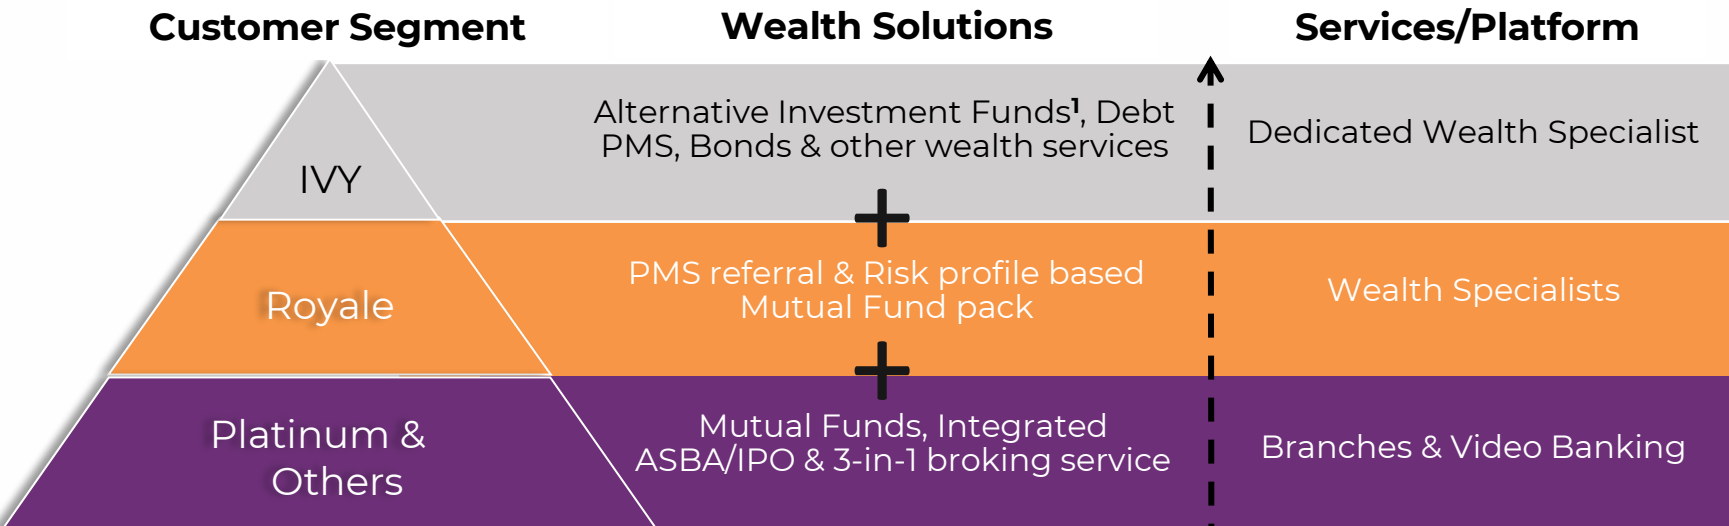 Customer Segment
Wealth Solutions
Services/Platform
IVY
Alternative Investment Funds¹, Debt
PMS, Bonds & other wealth services
Dedicated Wealth Specialist
+
Royale
PMS referral & Risk profile based
Mutual Fund pack
Wealth Specialists
+
Platinum &
Others
Mutual Funds, Integrated
ASBA/IPO & 3-in-1 broking service
Branches & Video Banking